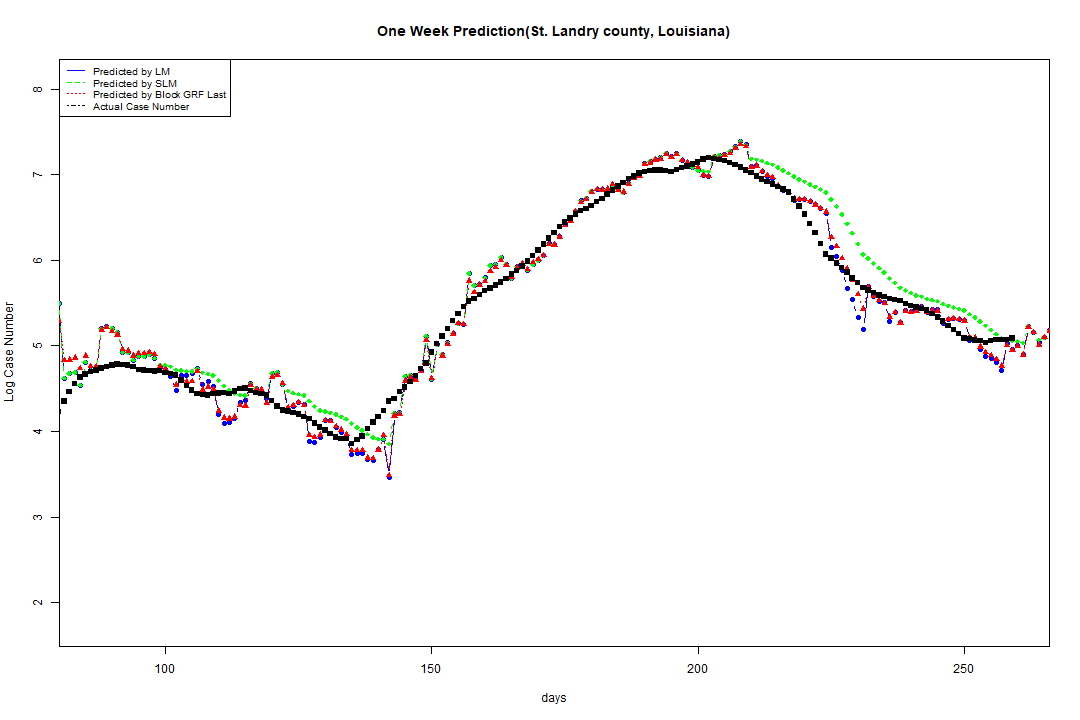 One Week Prediction(St. Landry county, Louisiana)
Predicted by LM
Predicted by SLM
Predicted by Block GRF Last
Actual Case Number
8
7
6
5
4
3
2
Log Case Number
100 150 200 250
days